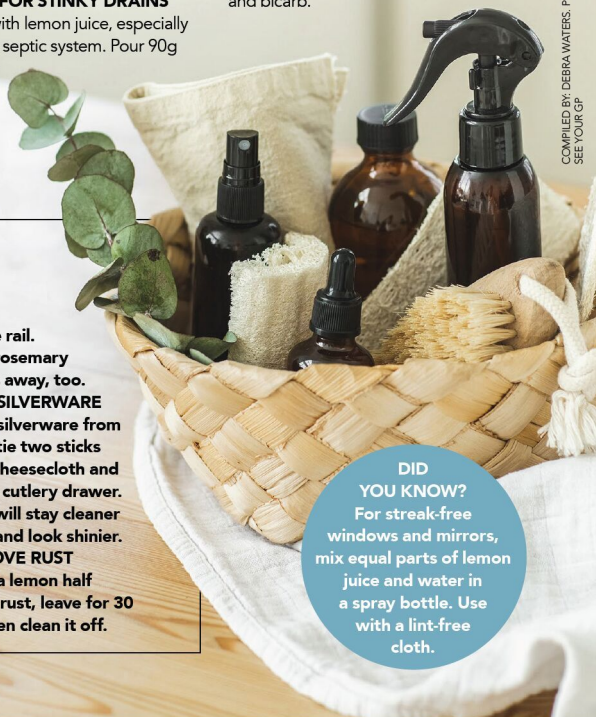 FOR STINKY DRAINS
with lemon juice, especially
septic system. Pour 90g
and bicarb.
COMPILED BY: DEBRA WATERS. P
SEE YOUR GP
rail.
rosemary
away, too.
SILVERWARE
silverware from
tie two sticks
cheesecloth and
cutlery drawer.
will stay cleaner
and look shinier.
OVE RUST
a lemon half
rust, leave for 30
en clean it off.
DID
YOU KNOW?
For streak-free
windows and mirrors,
mix equal parts of lemon
juice and water in
a spray bottle. Use
with a lint-free
cloth.